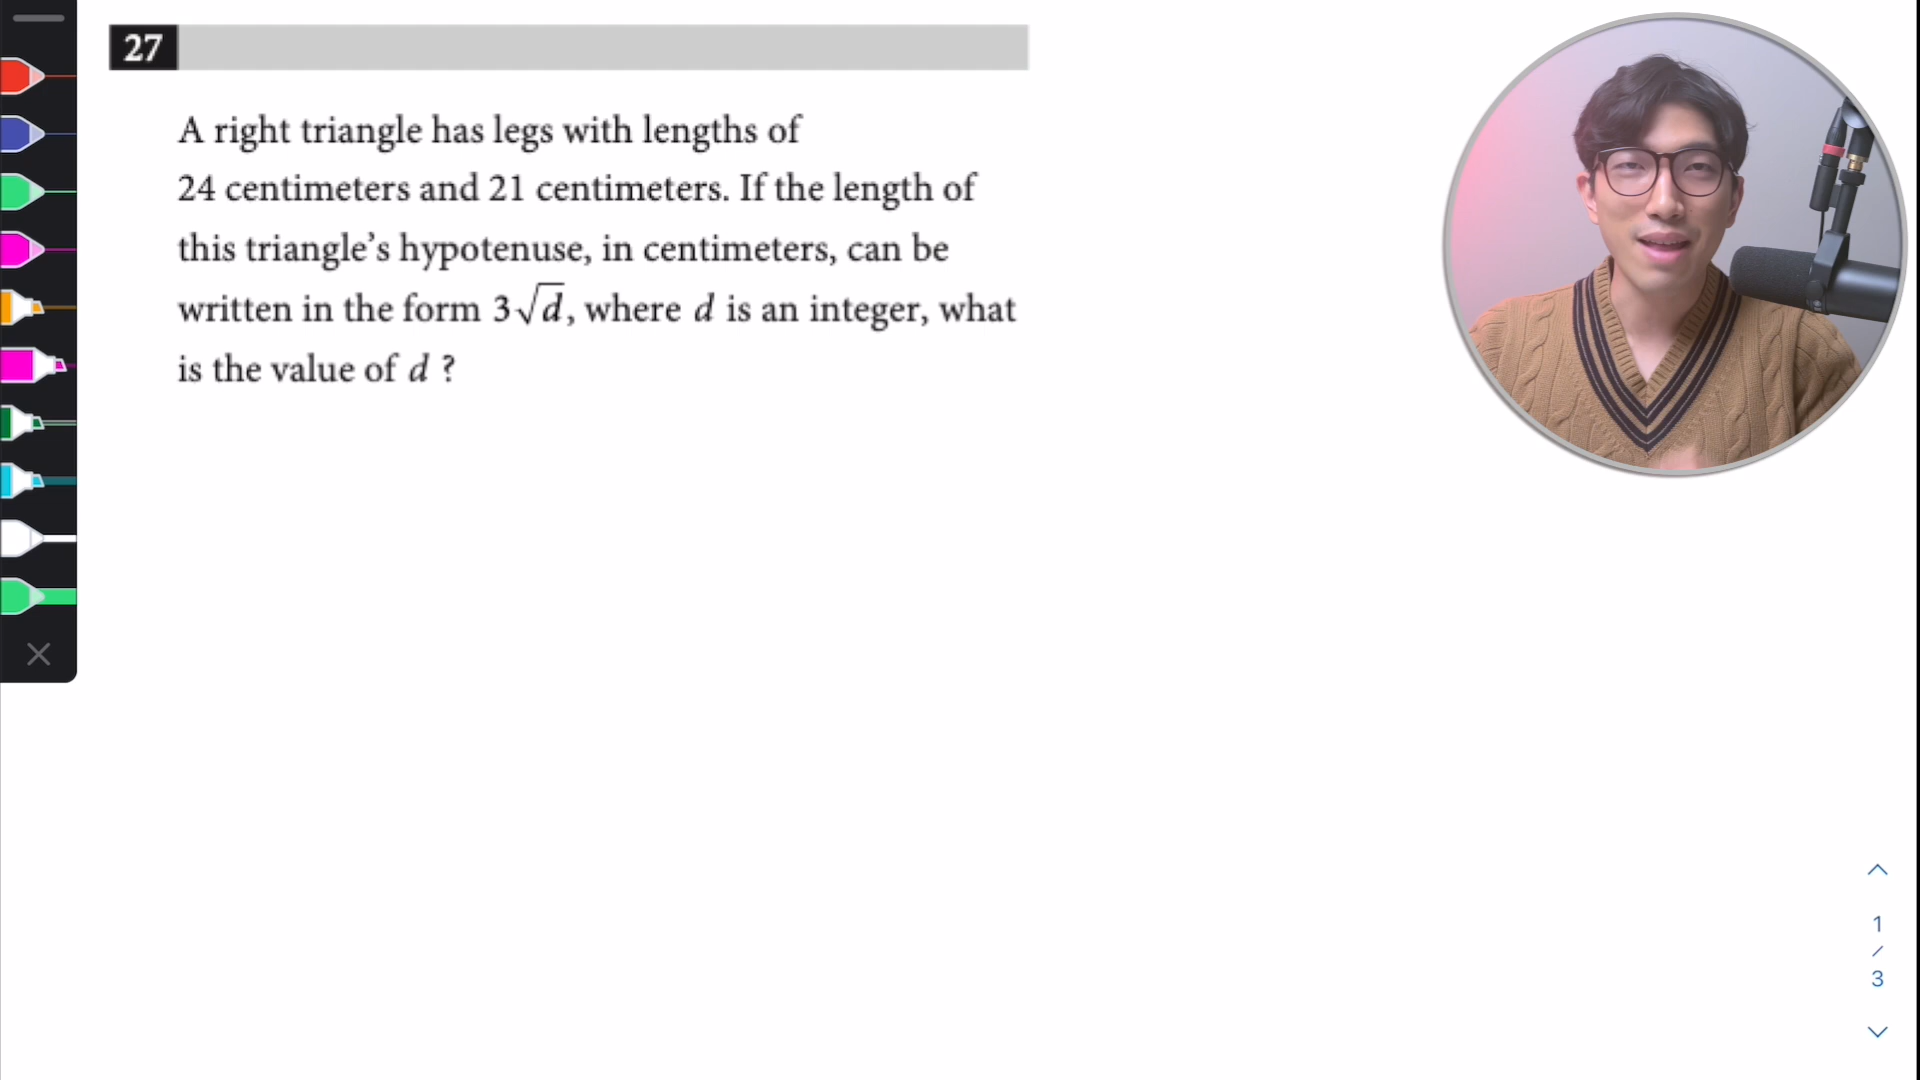 27
A right triangle has legs with lengths of
24 centimeters and 21 centimeters. If the length of
this triangle’s hypotenuse, in centimeters, can be
written in the form 3√d, where d is an integer, what
is the value of d ?
1
/
3